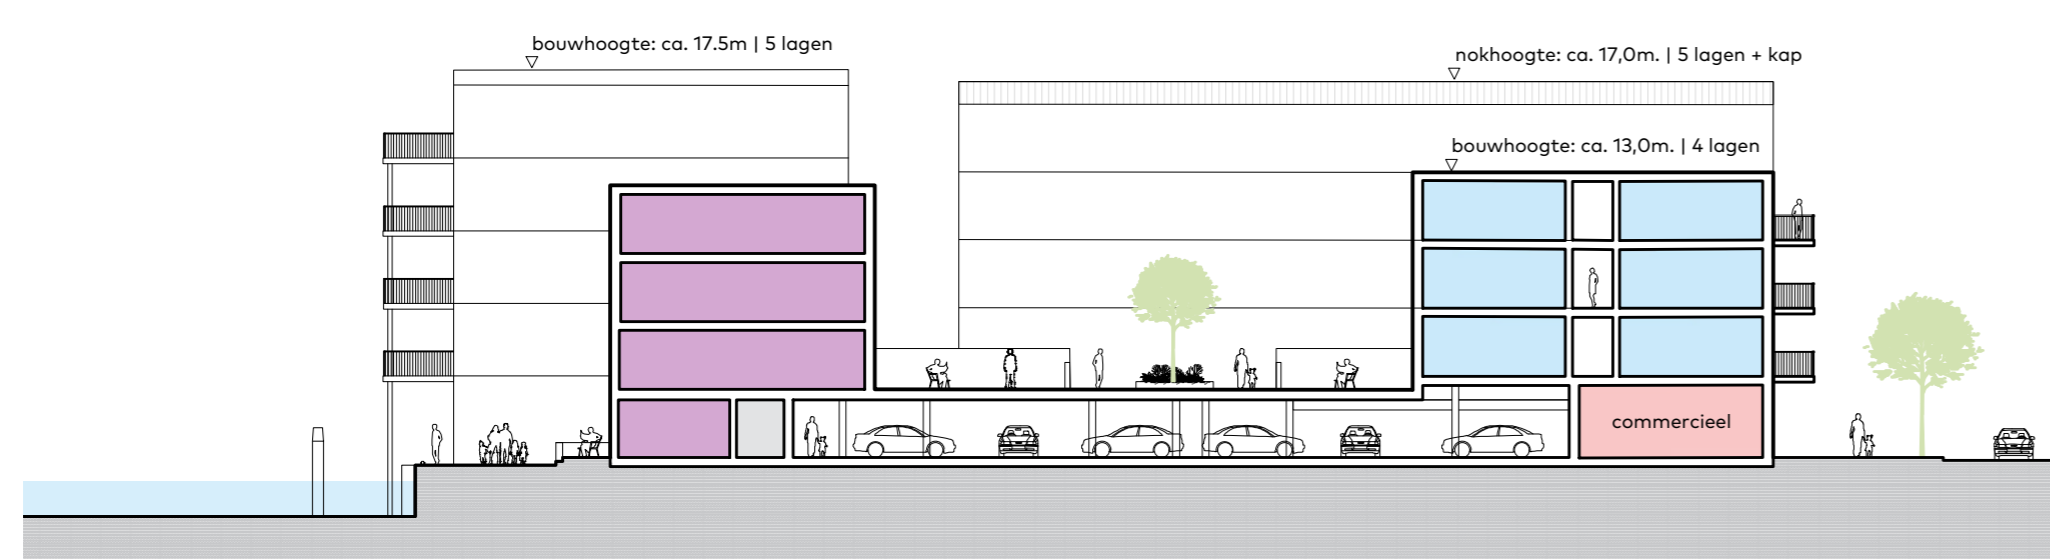 bouwhoogte: ca. 17.5m | 5 lagen
nokhoogte: ca. 17,0m. | 5 lagen + kap
bouwhoogte: ca. 13,0m. | 4 lagen
commercieel